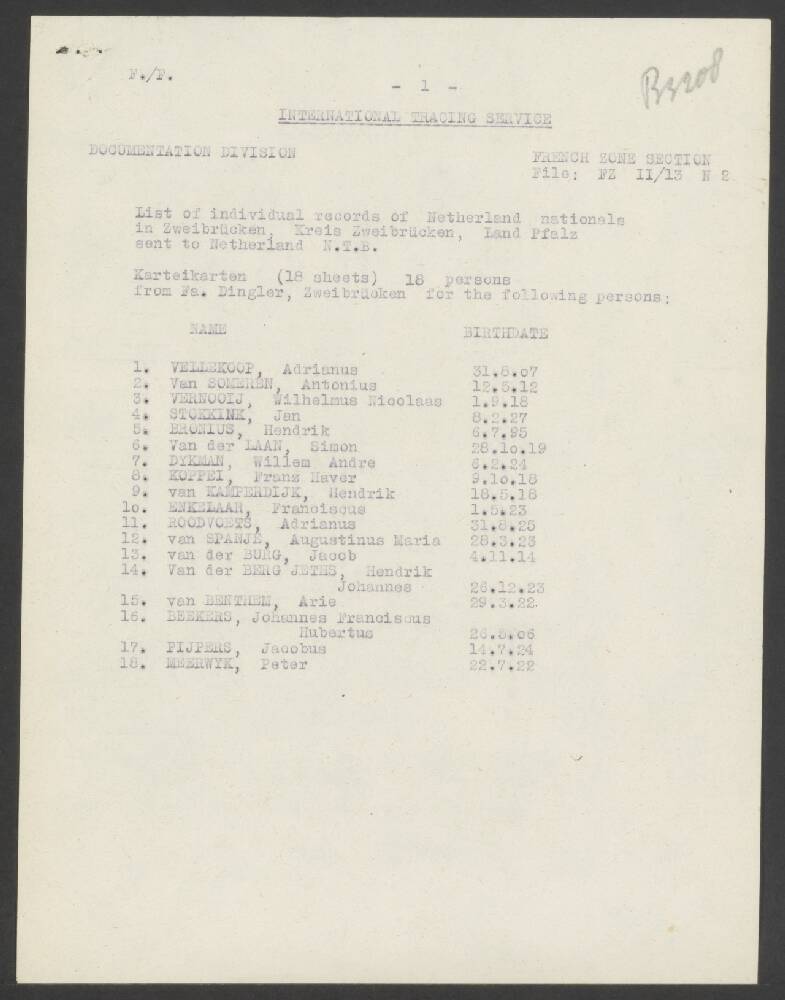 F./F.
- 1 -
B3208
INTERNATIONAL TRACING SERVICE
DOCUMENTATION DIVISION
FRENCH ZONE SECTION
File: FZ II/13 N 2
List of individual records of Netherland nationals
in Zweibrücken, Kreis Zweibrücken, Land Pfalz
sent to Netherland N.T.B.
Karteikarten (18 sheets) 18 persons
from Fa. Dingler, Zweibrücken for the following persons:
NAME BIRTHDATE
1. VELLEKOOP, Adrianus 31.8.07
2. Van SOMEREN, Antonius 12.5.12
3. VERNOOIJ, Wilhelmus Nicolaas 1.9.18
4. STOKKINK, Jan 8.2.27
5. BRONIUS, Hendrik 6.7.95
6. Van der LAAN, Simon 28.1o.19
7. DYKMAN, Willem Andre 6.2.24
8. KOPPEI, Franz Haver 9.1o.18
9. van KAMPERDIJK, Hendrik 18.5.18
1o. ENKELAAR, Franciscus 1.5.23
11. ROODVOETS, Adrianus 31.8.25
12. van SPANJE, Augustinus Maria 28.3.23
13. van der BURG, Jacob 4.11.14
14. Van der BERG JETHS, Hendrik
Johannes 26.12.23
15. van BENTHEM, Arie 29.3.22
16. BEEKERS, Johannes Franciscus
Hubertus 26.8.o6
17. PIJPERS, Jacobus 14.7.24
18. MEERWYK, Peter 22.7.22